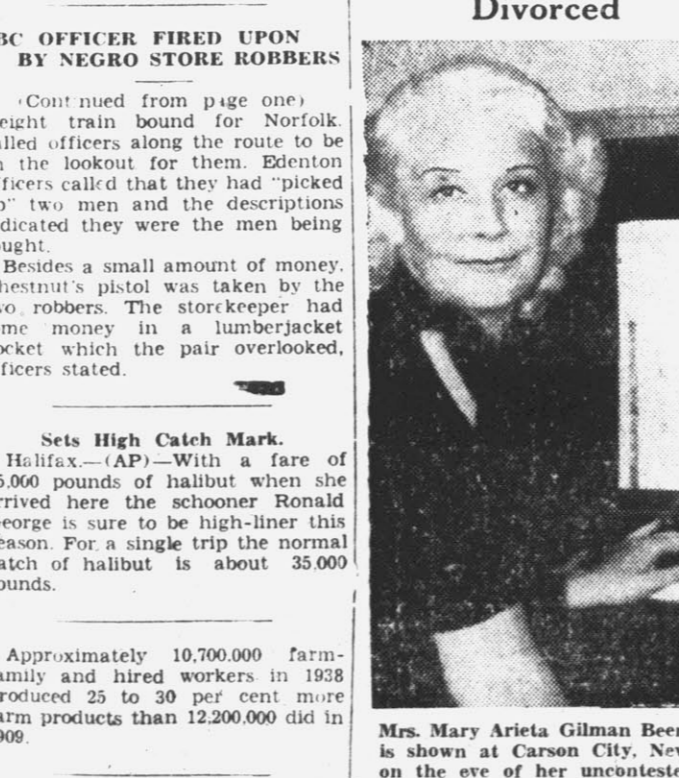 BC OFFICER FIRED UPON
BY NEGRO STORE ROBBERS
(Cont nued from page one)
eight train bound for Norfolk.
lled officers along the route to be
the lookout for them. Edenton
ficers called that they had "picked
" two men and the descriptions
dicated they were the men being
ught.
Besides a small amount of money,
hestnut's pistol was taken by the
o robbers. The storekeeper had
me money in a lumberjacket
ocket which the pair overlooked,
ficers stated.
Sets High Catch Mark.
Halifax.—(AP)—With a fare of
5,000 pounds of halibut when she
rrived here the schooner Ronald
eorge is sure to be high-liner this
eason. For a single trip the normal
atch of halibut is about 35,000
ounds.
Approximately 10,700,000 farm-
amily and hired workers in 1938
roduced 25 to 30 per cent more
arm products than 12,200,000 did in
909.
Divorced
Mrs. Mary Arieta Gilman Beer
is shown at Carson City, Nev
on the eve of her unconteste